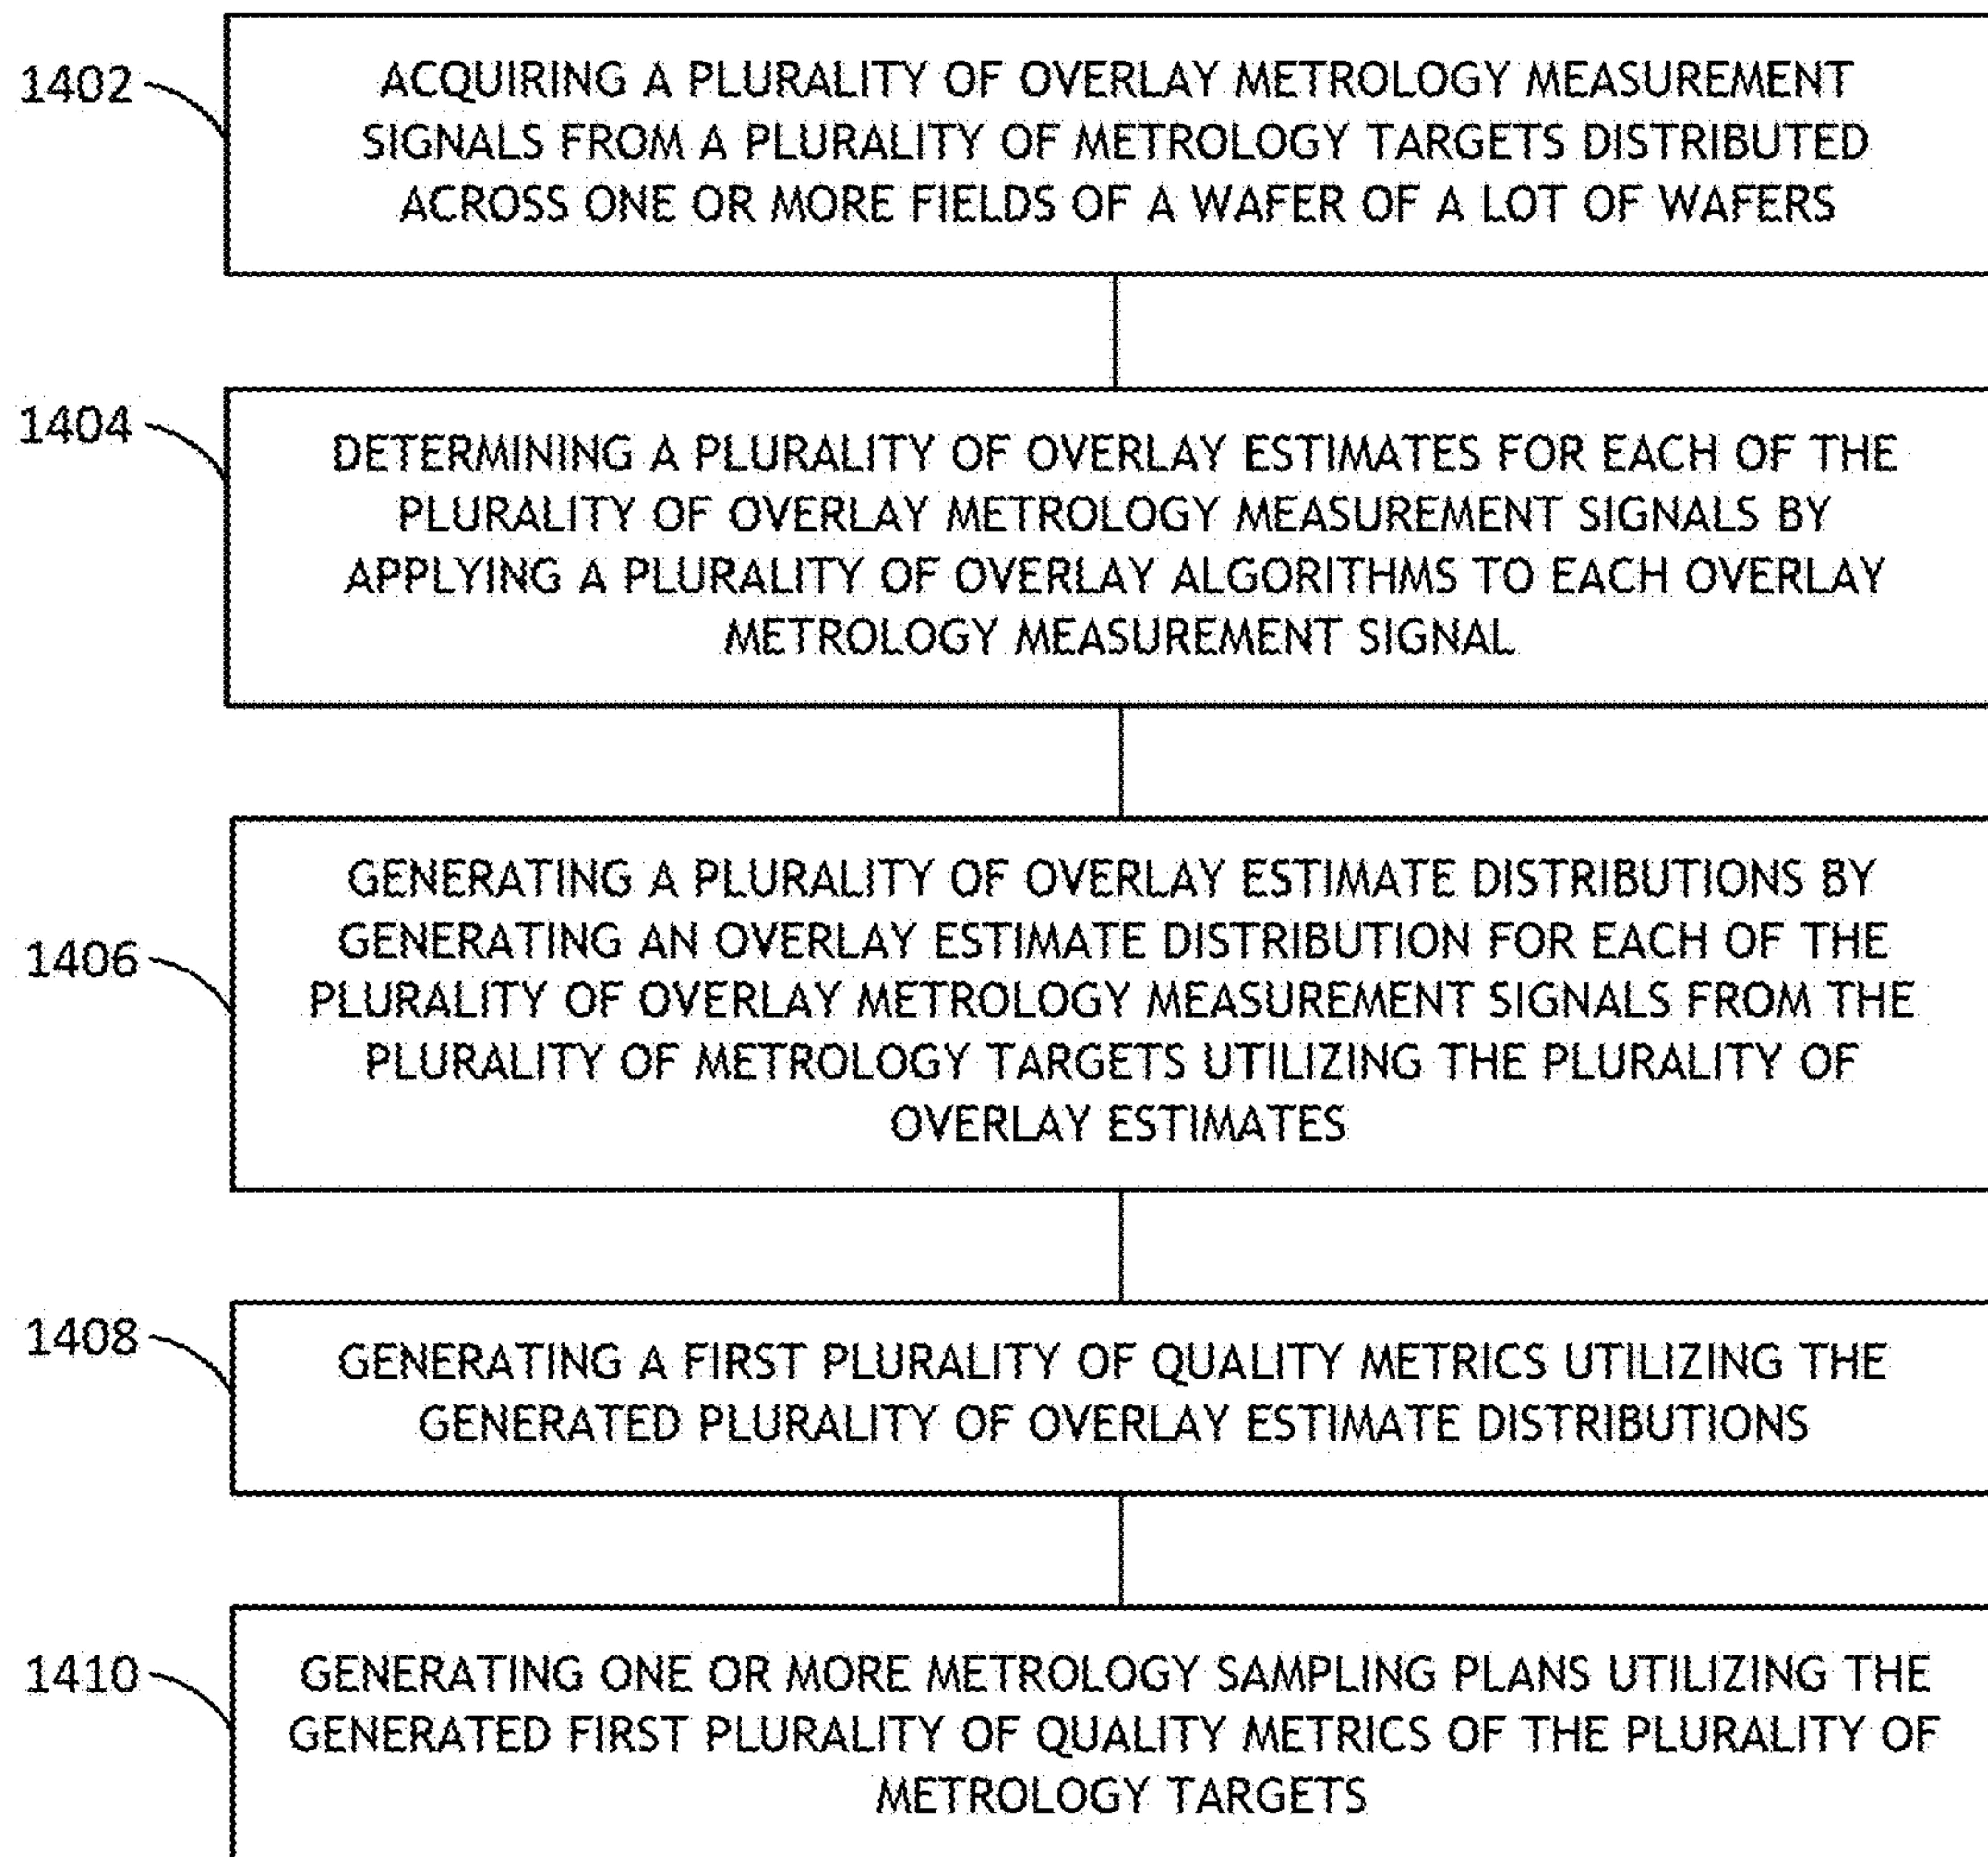 1402
ACQUIRING A PLURALITY OF OVERLAY METROLOGY MEASUREMENT
SIGNALS FROM A PLURALITY OF METROLOGY TARGETS DISTRIBUTED
ACROSS ONE OR MORE FIELDS OF A WAFER OF A LOT OF WAFERS
1404
DETERMINING A PLURALITY OF OVERLAY ESTIMATES FOR EACH OF THE
PLURALITY OF OVERLAY METROLOGY MEASUREMENT SIGNALS BY
APPLYING A PLURALITY OF OVERLAY ALGORITHMS TO EACH OVERLAY
METROLOGY MEASUREMENT SIGNAL
1406
GENERATING A PLURALITY OF OVERLAY ESTIMATE DISTRIBUTIONS BY
GENERATING AN OVERLAY ESTIMATE DISTRIBUTION FOR EACH OF THE
PLURALITY OF OVERLAY METROLOGY MEASUREMENT SIGNALS FROM THE
PLURALITY OF METROLOGY TARGETS UTILIZING THE PLURALITY OF
OVERLAY ESTIMATES
1408
GENERATING A FIRST PLURALITY OF QUALITY METRICS UTILIZING THE
GENERATED PLURALITY OF OVERLAY ESTIMATE DISTRIBUTIONS
1410
GENERATING ONE OR MORE METROLOGY SAMPLING PLANS UTILIZING THE
GENERATED FIRST PLURALITY OF QUALITY METRICS OF THE PLURALITY OF
METROLOGY TARGETS